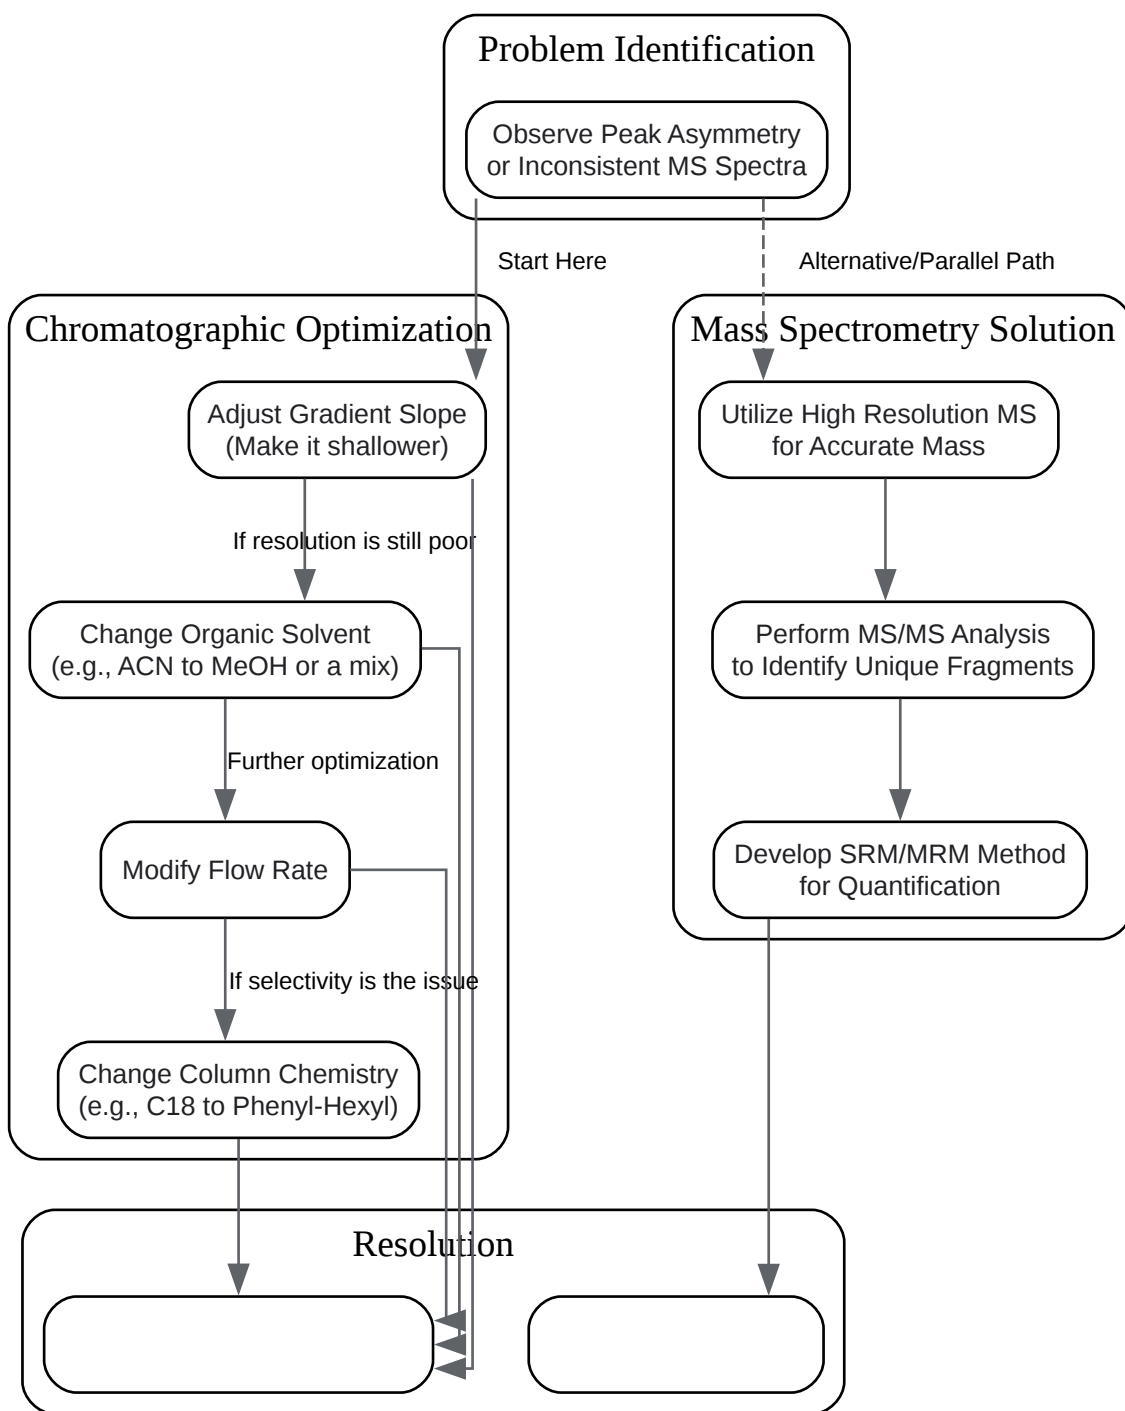 Problem Identification
Observe Peak Asymmetry
or Inconsistent MS Spectra
Start Here
Alternative/Parallel Path
Chromatographic Optimization
Adjust Gradient Slope
(Make it shallower)
If resolution is still poor
Change Organic Solvent
(e.g., ACN to MeOH or a mix)
Further optimization
Modify Flow Rate
If selectivity is the issue
Change Column Chemistry
(e.g., C18 to Phenyl-Hexyl)
Mass Spectrometry Solution
Utilize High Resolution MS
for Accurate Mass
Perform MS/MS Analysis
to Identify Unique Fragments
Develop SRM/MRM Method
for Quantification
Resolution